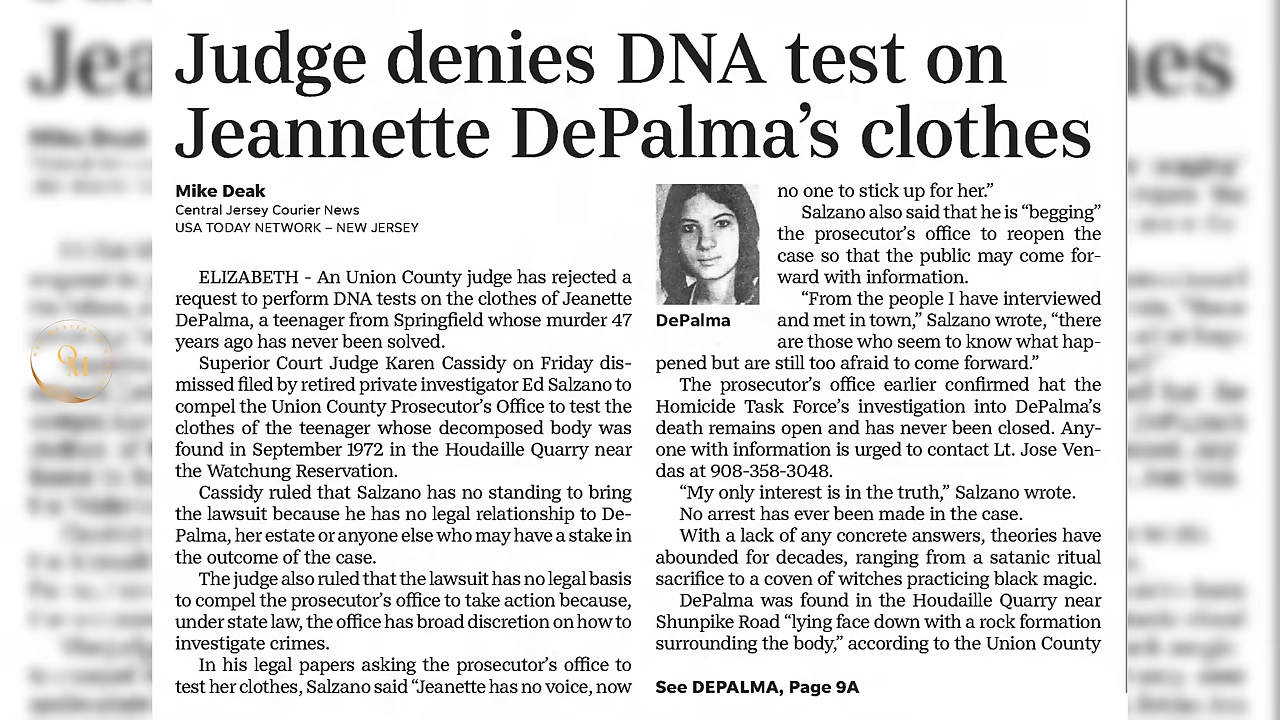 Judge denies DNA test on
Jeannette DePalma's clothes
Mike Deak
Central Jersey Courier News
USA TODAY NETWORK – NEW JERSEY
ELIZABETH - An Union County judge has rejected a
request to perform DNA tests on the clothes of Jeanette
DePalma, a teenager from Springfield whose murder 47
years ago has never been solved.
Superior Court Judge Karen Cassidy on Friday dis-
missed filed by retired private investigator Ed Salzano to
compel the Union County Prosecutor's Office to test the
clothes of the teenager whose decomposed body was
found in September 1972 in the Houdaille Quarry near
the Watchung Reservation.
Cassidy ruled that Salzano has no standing to bring
the lawsuit because he has no legal relationship to De-
Palma, her estate or anyone else who may have a stake in
the outcome of the case.
The judge also ruled that the lawsuit has no legal basis
to compel the prosecutor's office to take action because,
under state law, the office has broad discretion on how to
investigate crimes.
In his legal papers asking the prosecutor's office to
test her clothes, Salzano said "Jeanette has no voice, now
DePalma
no one to stick up for her."
Salzano also said that he is "begging"
the prosecutor's office to reopen the
case so that the public may come for-
ward with information.
"From the people I have interviewed
and met in town," Salzano wrote, "there
are those who seem to know what hap-
pened but are still too afraid to come forward."
The prosecutor's office earlier confirmed hat the
Homicide Task Force's investigation into DePalma's
death remains open and has never been closed. Any-
one with information is urged to contact Lt. Jose Ven-
das at 908-358-3048.
"My only interest is in the truth," Salzano wrote.
No arrest has ever been made in the case.
With a lack of any concrete answers, theories have
abounded for decades, ranging from a satanic ritual
sacrifice to a coven of witches practicing black magic.
DePalma was found in the Houdaille Quarry near
Shunpike Road "lying face down with a rock formation
surrounding the body," according to the Union County
See DEPALMA, Page 9A